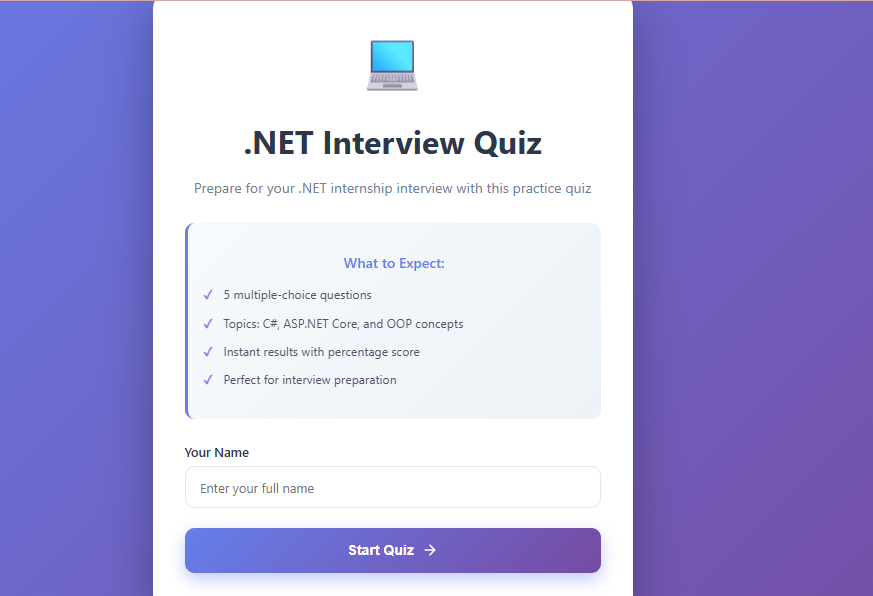 .NET Interview Quiz
Prepare for your .NET internship interview with this practice quiz
What to Expect:
✓ 5 multiple-choice questions
✓ Topics: C#, ASP.NET Core, and OOP concepts
✓ Instant results with percentage score
✓ Perfect for interview preparation
Your Name
Enter your full name
Start Quiz →